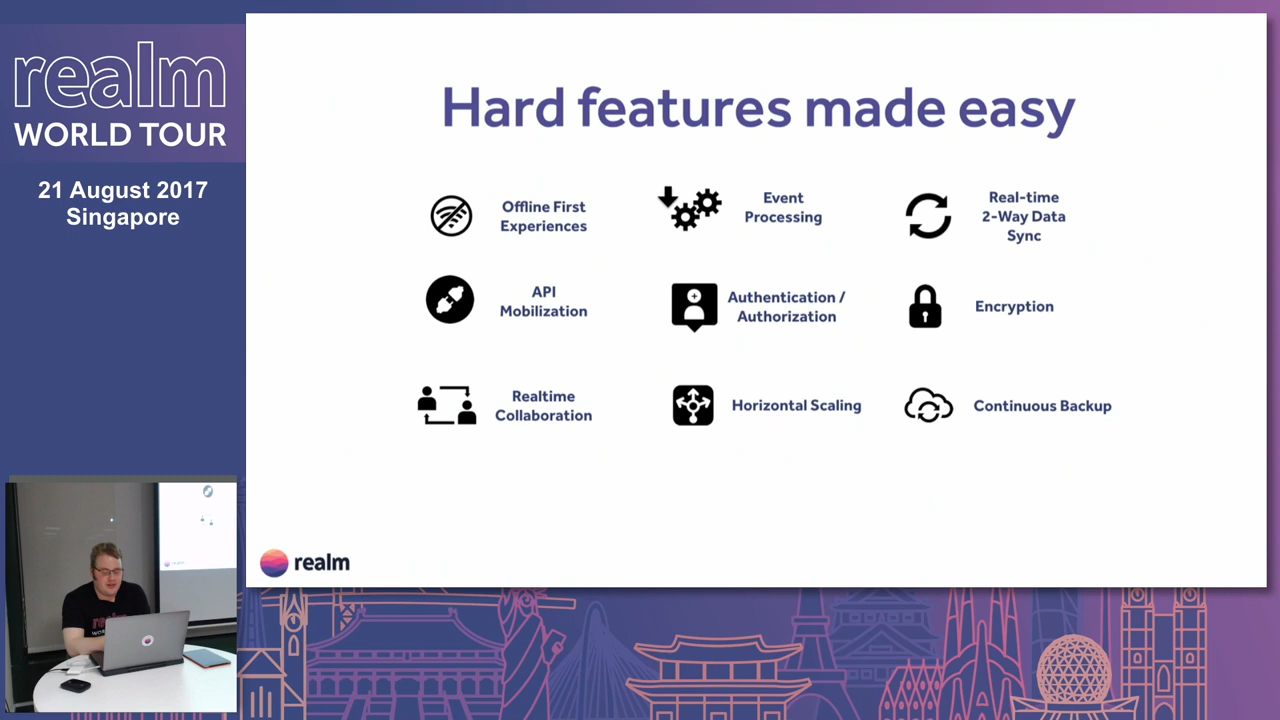 realm
WORLD TOUR
21 August 2017
Singapore
Hard features made easy
Offline First
Experiences
Event
Processing
Real-time
2-Way Data
Sync
API
Mobilization
Authentication /
Authorization
Encryption
Realtime
Collaboration
Horizontal Scaling
Continuous Backup
realm
realm